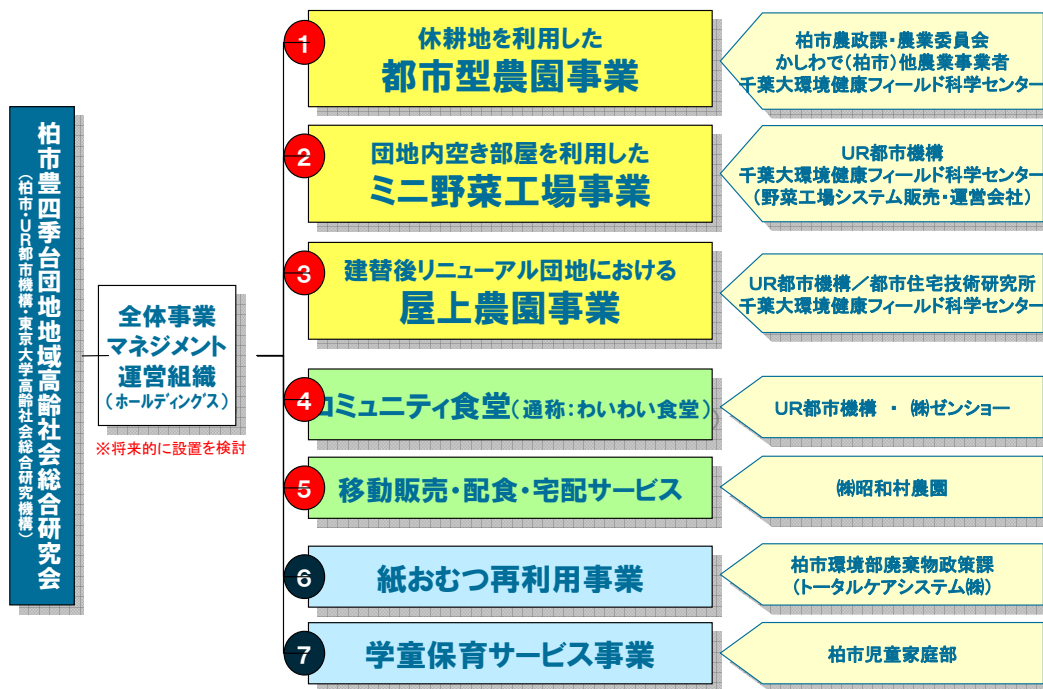 柏市豊四季台団地地域高齢社会総合研究会
（柏市・UR都市機構・東京大学高齢社会総合研究機構）
全体事業
マネジメント
運営組織
（ホールディングス）
※将来的に設置を検討
1
休耕地を利用した
都市型農園事業
柏市農政課・農業委員会
かしわで（柏市）他農業事業者
千葉大環境健康フィールド科学センター
2
団地内空き部屋を利用した
ミニ野菜工場事業
UR都市機構
千葉大環境健康フィールド科学センター
（野菜工場システム販売・運営会社）
3
建替後リニューアル団地における
屋上農園事業
UR都市機構／都市住宅技術研究所
千葉大環境健康フィールド科学センター
4
コミュニティ食堂（通称：わいわい食堂）
UR都市機構 ・ ㈱ゼンショー
5
移動販売・配食・宅配サービス
㈱昭和村農園
6
紙おむつ再利用事業
柏市環境部廃棄物政策課
（トータルケアシステム㈱）
7
学童保育サービス事業
柏市児童家庭部